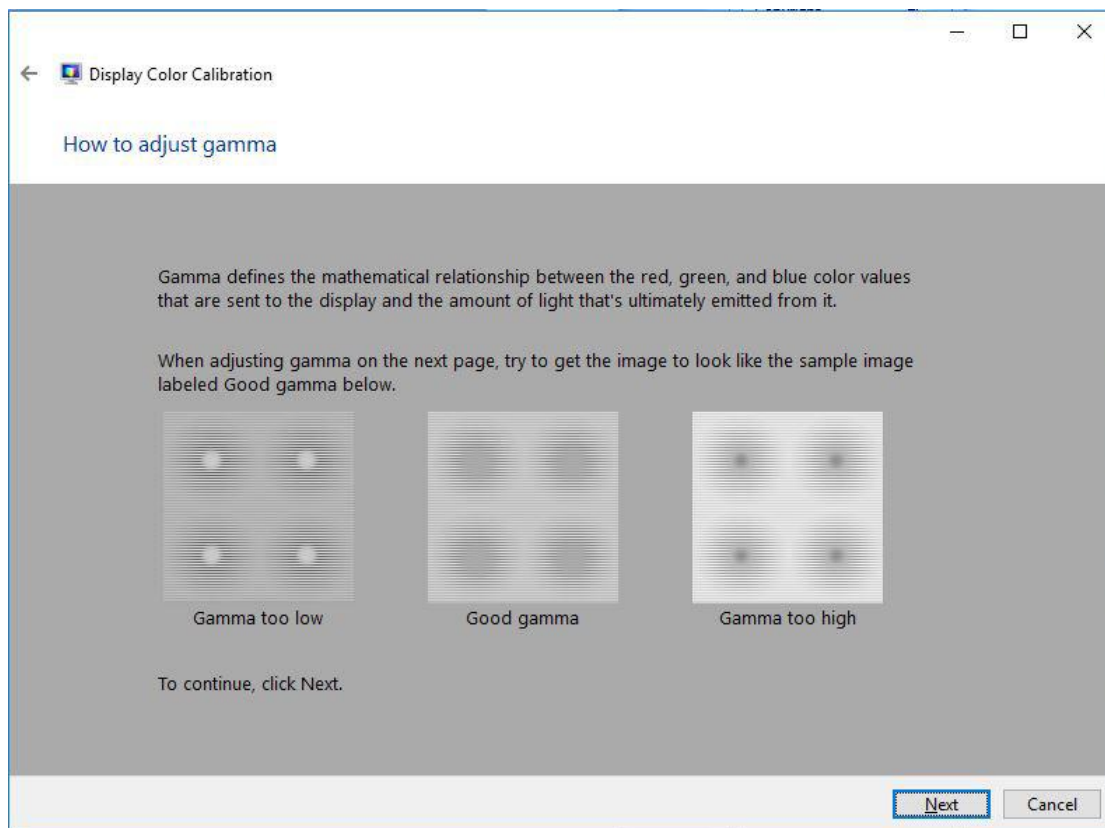 Display Color Calibration
How to adjust gamma
Gamma defines the mathematical relationship between the red, green, and blue color values
that are sent to the display and the amount of light that's ultimately emitted from it.
When adjusting gamma on the next page, try to get the image to look like the sample image
labeled Good gamma below.
Gamma too low Good gamma Gamma too high
To continue, click Next.
Next Cancel